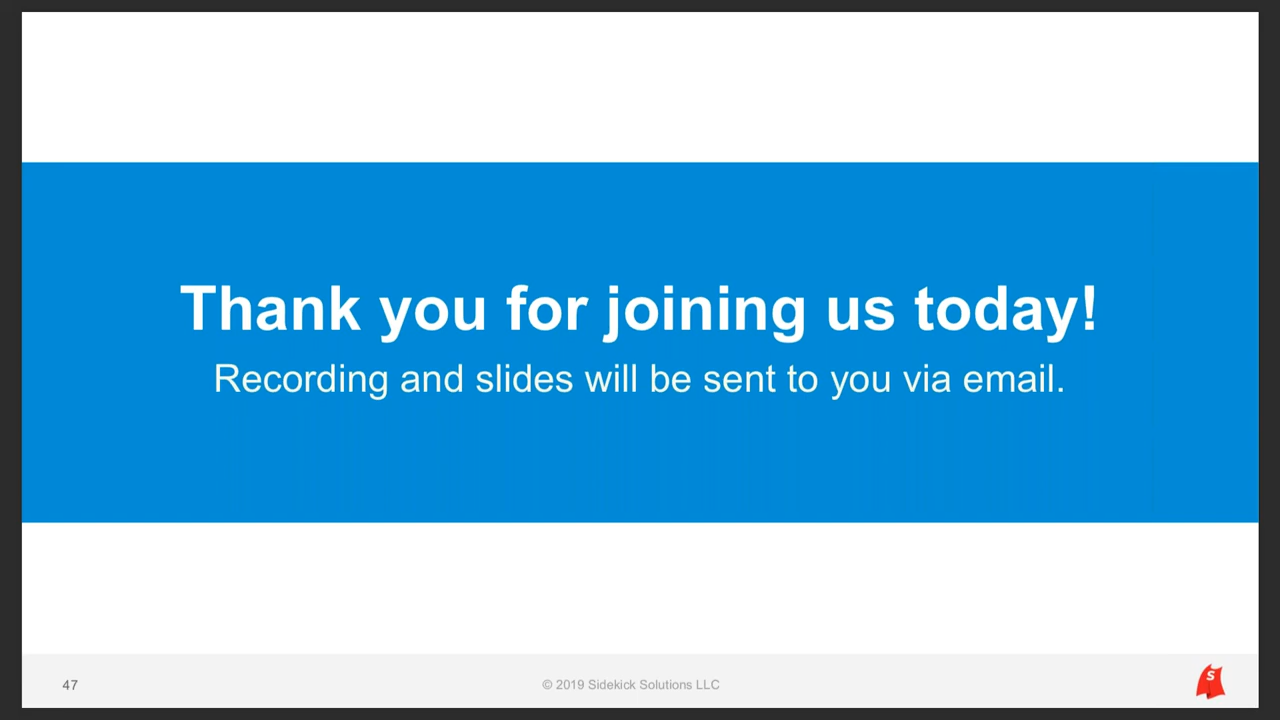 Thank you for joining us today!
Recording and slides will be sent to you via email.
47
© 2019 Sidekick Solutions LLC
S